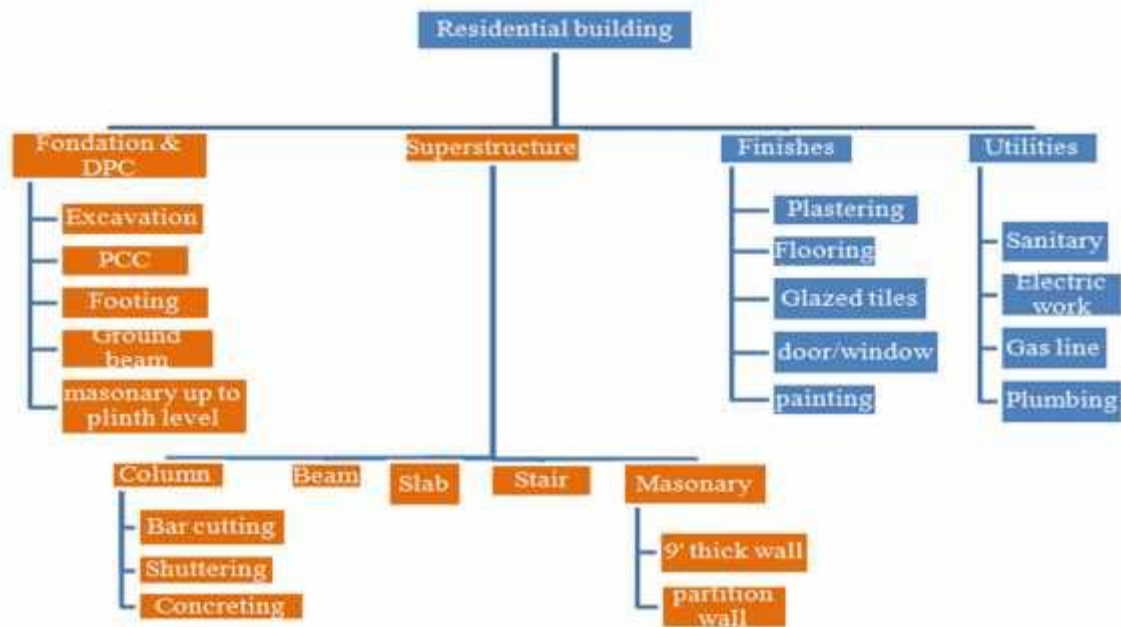 Residential building
Fondation &
DPC
Excavation
PCC
Footing
Ground
beam
masonary up to
plinth level
Superstructure
Column
Bar cutting
Shuttering
Concreting
Beam
Slab
Stair
Masonary
9' thick wall
partition
wall
Finishes
Plastering
Flooring
Glazed tiles
door/window
painting
Utilities
Sanitary
Electric
work
Gas line
Plumbing